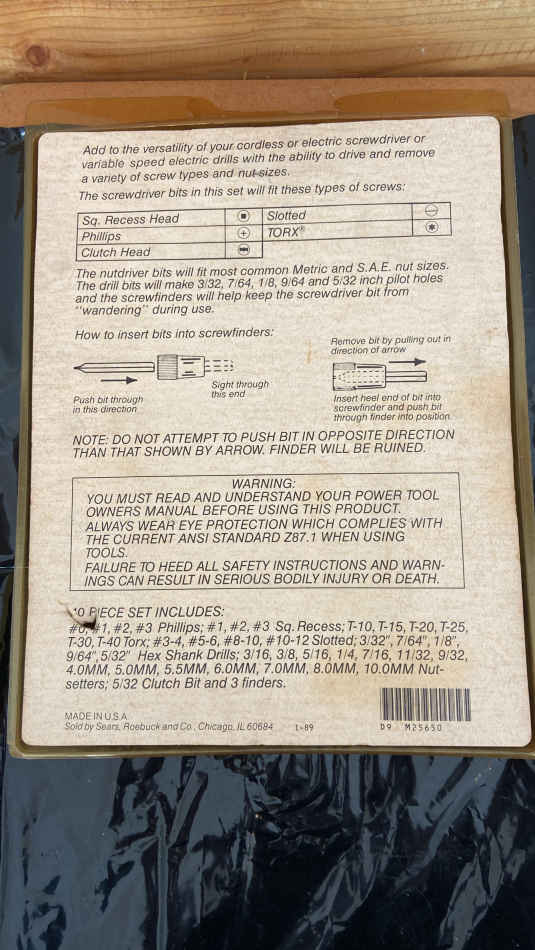 Add to the versatility of your cordless or electric screwdriver or
variable speed electric drills with the ability to drive and remove
a variety of screw types and nut sizes.
The screwdriver bits in this set will fit these types of screws:
Sq. Recess Head Slotted
Phillips TORX®
Clutch Head
The nutdriver bits will fit most common Metric and S.A.E. nut sizes.
The drill bits will make 3/32, 7/64, 1/8, 9/64 and 5/32 inch pilot holes
and the screwfinders will help keep the screwdriver bit from
"wandering" during use.
How to insert bits into screwfinders:
Push bit through
in this direction
Sight through
this end
Remove bit by pulling out in
direction of arrow
Insert heel end of bit into
screwfinder and push bit
through finder into position.
NOTE: DO NOT ATTEMPT TO PUSH BIT IN OPPOSITE DIRECTION
THAN THAT SHOWN BY ARROW. FINDER WILL BE RUINED.
WARNING:
YOU MUST READ AND UNDERSTAND YOUR POWER TOOL
OWNERS MANUAL BEFORE USING THIS PRODUCT.
ALWAYS WEAR EYE PROTECTION WHICH COMPLIES WITH
THE CURRENT ANSI STANDARD Z87.1 WHEN USING
TOOLS.
FAILURE TO HEED ALL SAFETY INSTRUCTIONS AND WARN-
INGS CAN RESULT IN SERIOUS BODILY INJURY OR DEATH.
PIECE SET INCLUDES:
#0, #1, #2, #3 Phillips; #1, #2, #3 Sq. Recess; T-10, T-15, T-20, T-25,
T-30, T-40 Torx; #3-4, #5-6, #8-10, #10-12 Slotted; 3/32", 7/64", 1/8",
9/64", 5/32" Hex Shank Drills; 3/16, 3/8, 5/16, 1/4, 7/16, 11/32, 9/32,
4.0MM, 5.0MM, 5.5MM, 6.0MM, 7.0MM, 8.0MM, 10.0MM Nut-
setters; 5/32 Clutch Bit and 3 finders.
MADE IN U.S.A.
Sold by Sears, Roebuck and Co., Chicago, IL 60684 1-89
D9 M25650